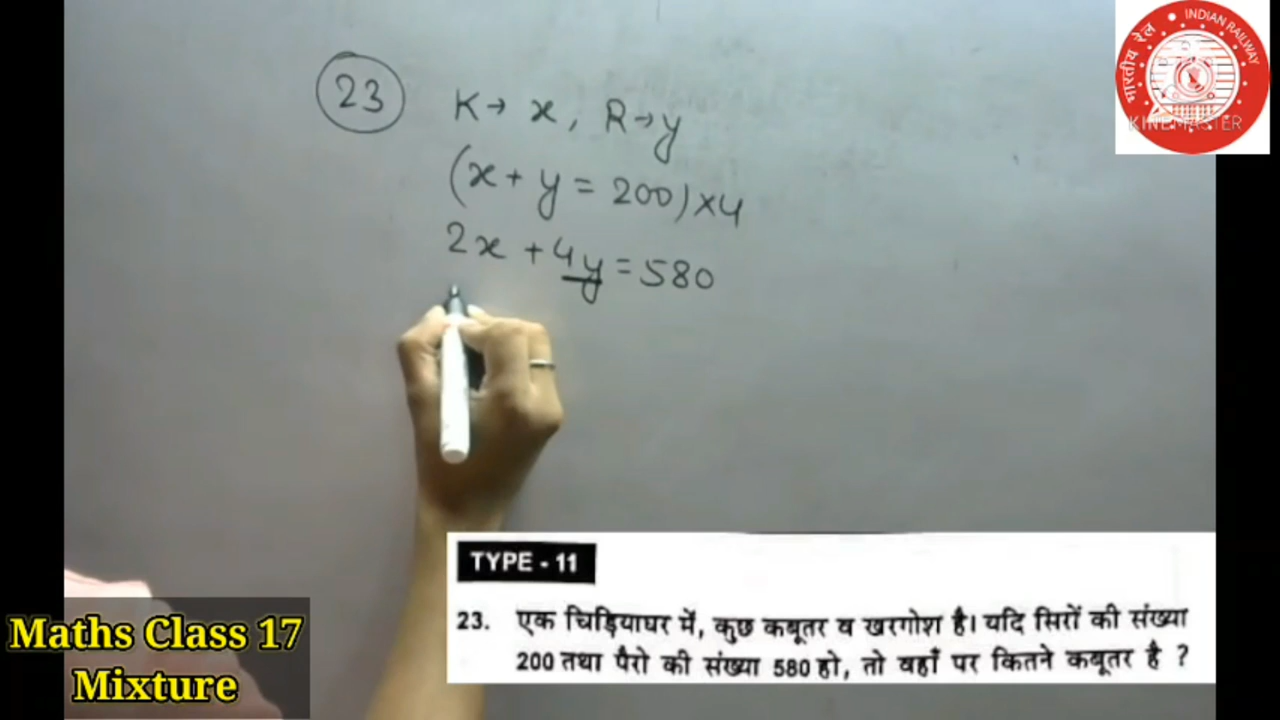 भारतीय रेल INDIAN RAILWAY
KINEMASTER
23 K→ x, R→y
(x + y = 200) ×4
2x + 4y = 580
TYPE - 11
23. एक चिड़ियाघर में, कुछ कबूतर व खरगोश है। यदि सिरों की संख्या
200 तथा पैरो की संख्या 580 हो, तो वहाँ पर कितने कबूतर है ?
Maths Class 17
Mixture